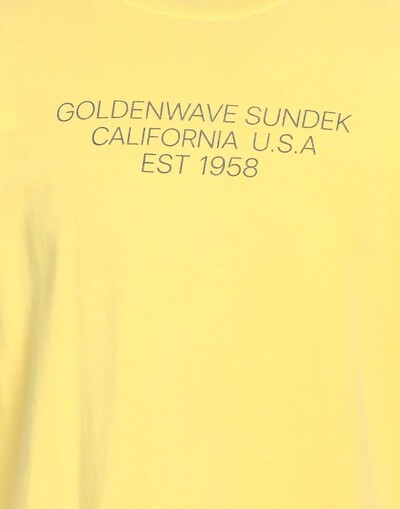 GOLDENWAVE SUNDEK
CALIFORNIA U.S.A
EST 1958